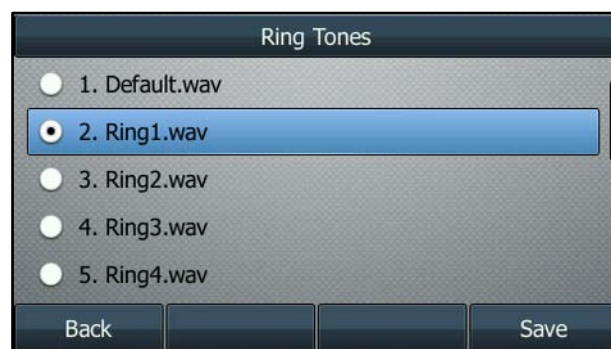 Ring Tones
1. Default.wav
2. Ring1.wav
3. Ring2.wav
4. Ring3.wav
5. Ring4.wav
Back Save